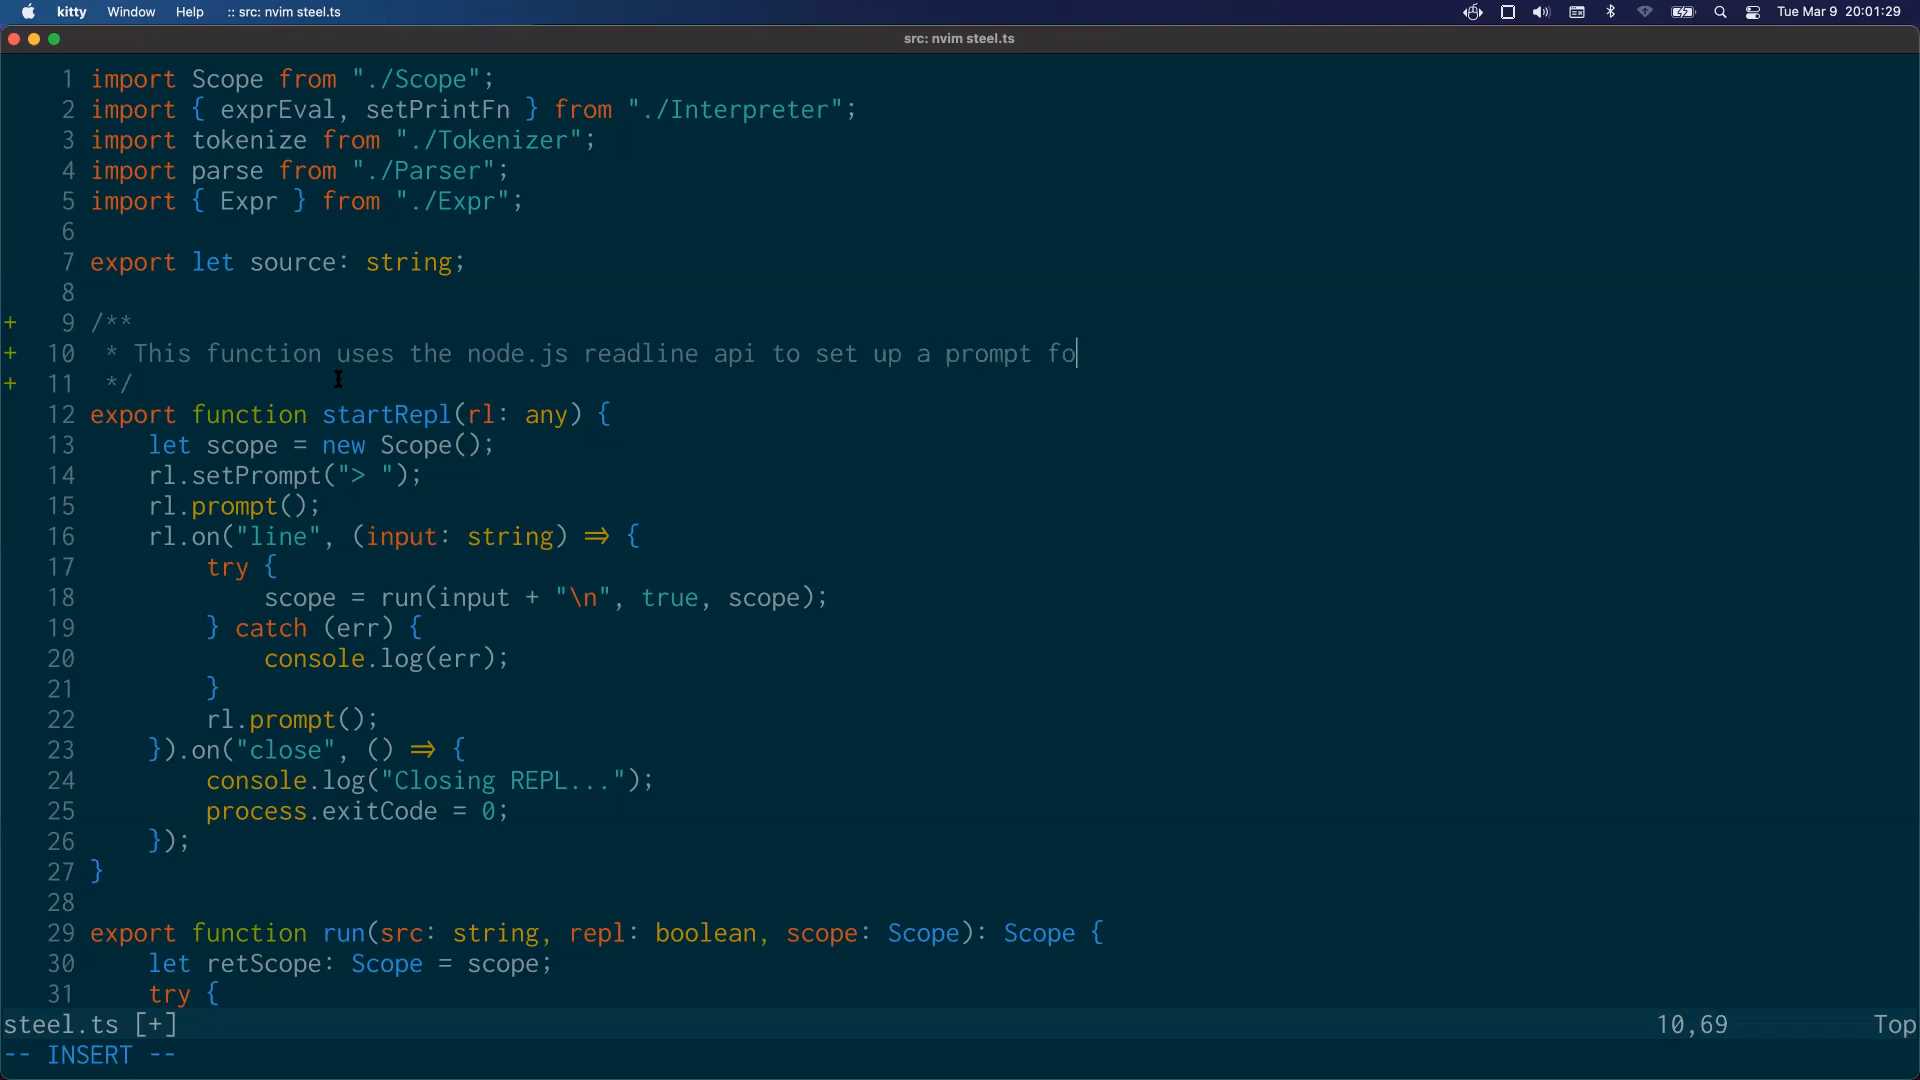 kitty Window Help :: src: nvim steel.ts Tue Mar 9 20:01:29
src: nvim steel.ts
1 import Scope from "./Scope";
2 import { exprEval, setPrintFn } from "./Interpreter";
3 import tokenize from "./Tokenizer";
4 import parse from "./Parser";
5 import { Expr } from "./Expr";
6
7 export let source: string;
8
+ 9 /**
+ 10 * This function uses the node.js readline api to set up a prompt fo
+ 11 */
12 export function startRepl(rl: any) {
13 let scope = new Scope();
14 rl.setPrompt("> ");
15 rl.prompt();
16 rl.on("line", (input: string) ⇒ {
17 try {
18 scope = run(input + "\n", true, scope);
19 } catch (err) {
20 console.log(err);
21 }
22 rl.prompt();
23 }).on("close", () ⇒ {
24 console.log("Closing REPL...");
25 process.exitCode = 0;
26 });
27 }
28
29 export function run(src: string, repl: boolean, scope: Scope): Scope {
30 let retScope: Scope = scope;
31 try {
steel.ts [+] 10,69 Top
-- INSERT --